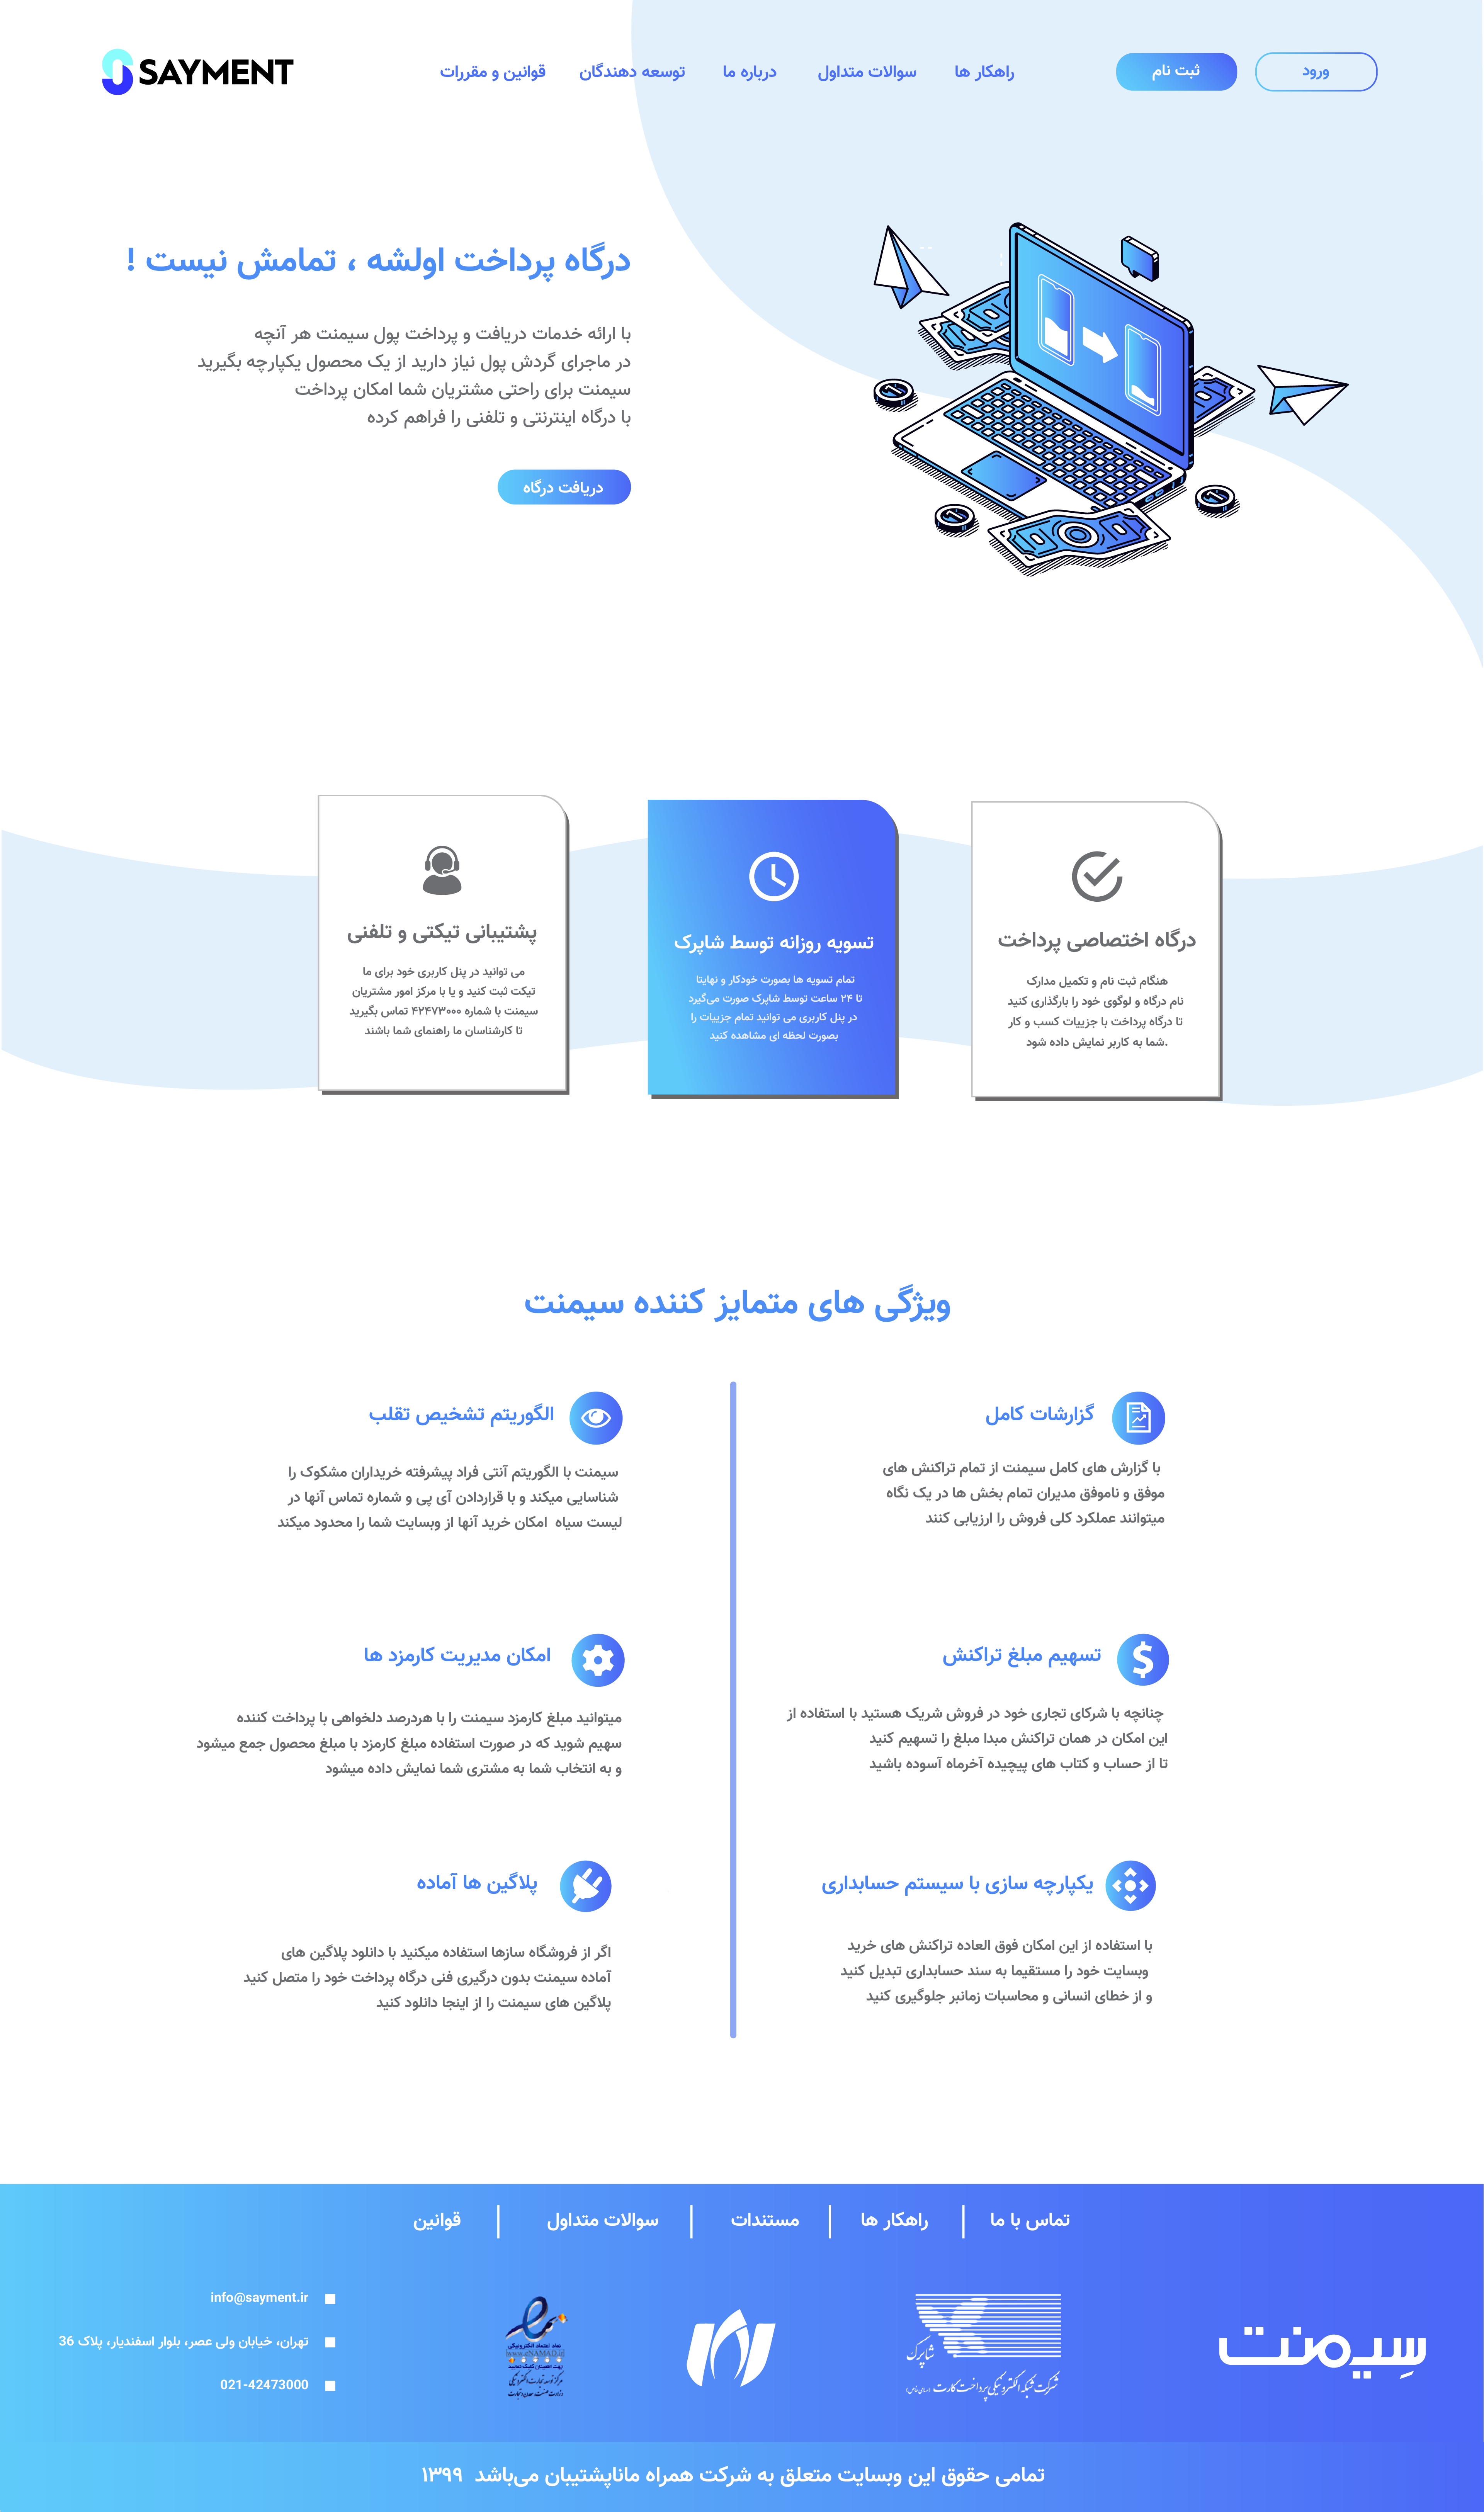 SAYMENT
ورود
ثبت نام
راهکار ها
سوالات متداول
درباره ما
توسعه دهندگان
قوانین و مقررات
درگاه پرداخت اولشه ، تمامش نیست !
با ارائه خدمات دریافت و پرداخت پول سیمنت هر آنچه
در ماجرای گردش پول نیاز دارید از یک محصول یکپارچه بگیرید
سیمنت برای راحتی مشتریان شما امکان پرداخت
با درگاه اینترنتی و تلفنی را فراهم کرده
دریافت درگاه
درگاه اختصاصی پرداخت
هنگام ثبت نام و تکمیل مدارک
نام درگاه و لوگوی خود را بارگذاری کنید
تا درگاه پرداخت با جزییات کسب و کار
.شما به کاربر نمایش داده شود
تسویه روزانه توسط شاپرک
تمام تسویه ها بصورت خودکار و نهایتا
تا ۲۴ ساعت توسط شاپرک صورت می‌گیرد
در پنل کاربری می توانید تمام جزییات را
بصورت لحظه ای مشاهده کنید
پشتیبانی تیکتی و تلفنی
می توانید در پنل کاربری خود برای ما
تیکت ثبت کنید و یا با مرکز امور مشتریان
سیمنت با شماره ۴۲۴۷۳۰۰۰ تماس بگیرید
تا کارشناسان ما راهنمای شما باشند
ویژگی های متمایز کننده سیمنت
گزارشات کامل
با گزارش های کامل سیمنت از تمام تراکنش های
موفق و ناموفق مدیران تمام بخش ها در یک نگاه
میتوانند عملکرد کلی فروش را ارزیابی کنند
الگوریتم تشخیص تقلب
سیمنت با الگوریتم آنتی فراد پیشرفته خریداران مشکوک را
شناسایی میکند و با قراردادن آی پی و شماره تماس آنها در
لیست سیاه امکان خرید آنها از وبسایت شما را محدود میکند
تسهیم مبلغ تراکنش
چنانچه با شرکای تجاری خود در فروش شریک هستید با استفاده از
این امکان در همان تراکنش مبدا مبلغ را تسهیم کنید
تا از حساب و کتاب های پیچیده آخرماه آسوده باشید
امکان مدیریت کارمزد ها
میتوانید مبلغ کارمزد سیمنت را با هردرصد دلخواهی با پرداخت کننده
سهیم شوید که در صورت استفاده مبلغ کارمزد با مبلغ محصول جمع میشود
و به انتخاب شما به مشتری شما نمایش داده میشود
یکپارچه سازی با سیستم حسابداری
با استفاده از این امکان فوق العاده تراکنش های خرید
وبسایت خود را مستقیما به سند حسابداری تبدیل کنید
و از خطای انسانی و محاسبات زمانبر جلوگیری کنید
پلاگین ها آماده
اگر از فروشگاه سازها استفاده میکنید با دانلود پلاگین های
آماده سیمنت بدون درگیری فنی درگاه پرداخت خود را متصل کنید
پلاگین های سیمنت را از اینجا دانلود کنید
تماس با ما
راهکار ها
مستندات
سوالات متداول
قوانین
سیمنت
شاپرک
شرکت شبکه الکترونیکی پرداخت کارت
نماد اعتماد الکترونیکی
www.eNAMAD.ir
جهت اطمینان کلیک نمایید
مرکز توسعه تجارت الکترونیکی
وزارت صنعت معدن و تجارت
info@sayment.ir
تهران، خیابان ولی عصر، بلوار اسفندیار، پلاک 36
021-42473000
تمامی حقوق این وبسایت متعلق به شرکت همراه ماناپشتیبان می‌باشد ۱۳۹۹